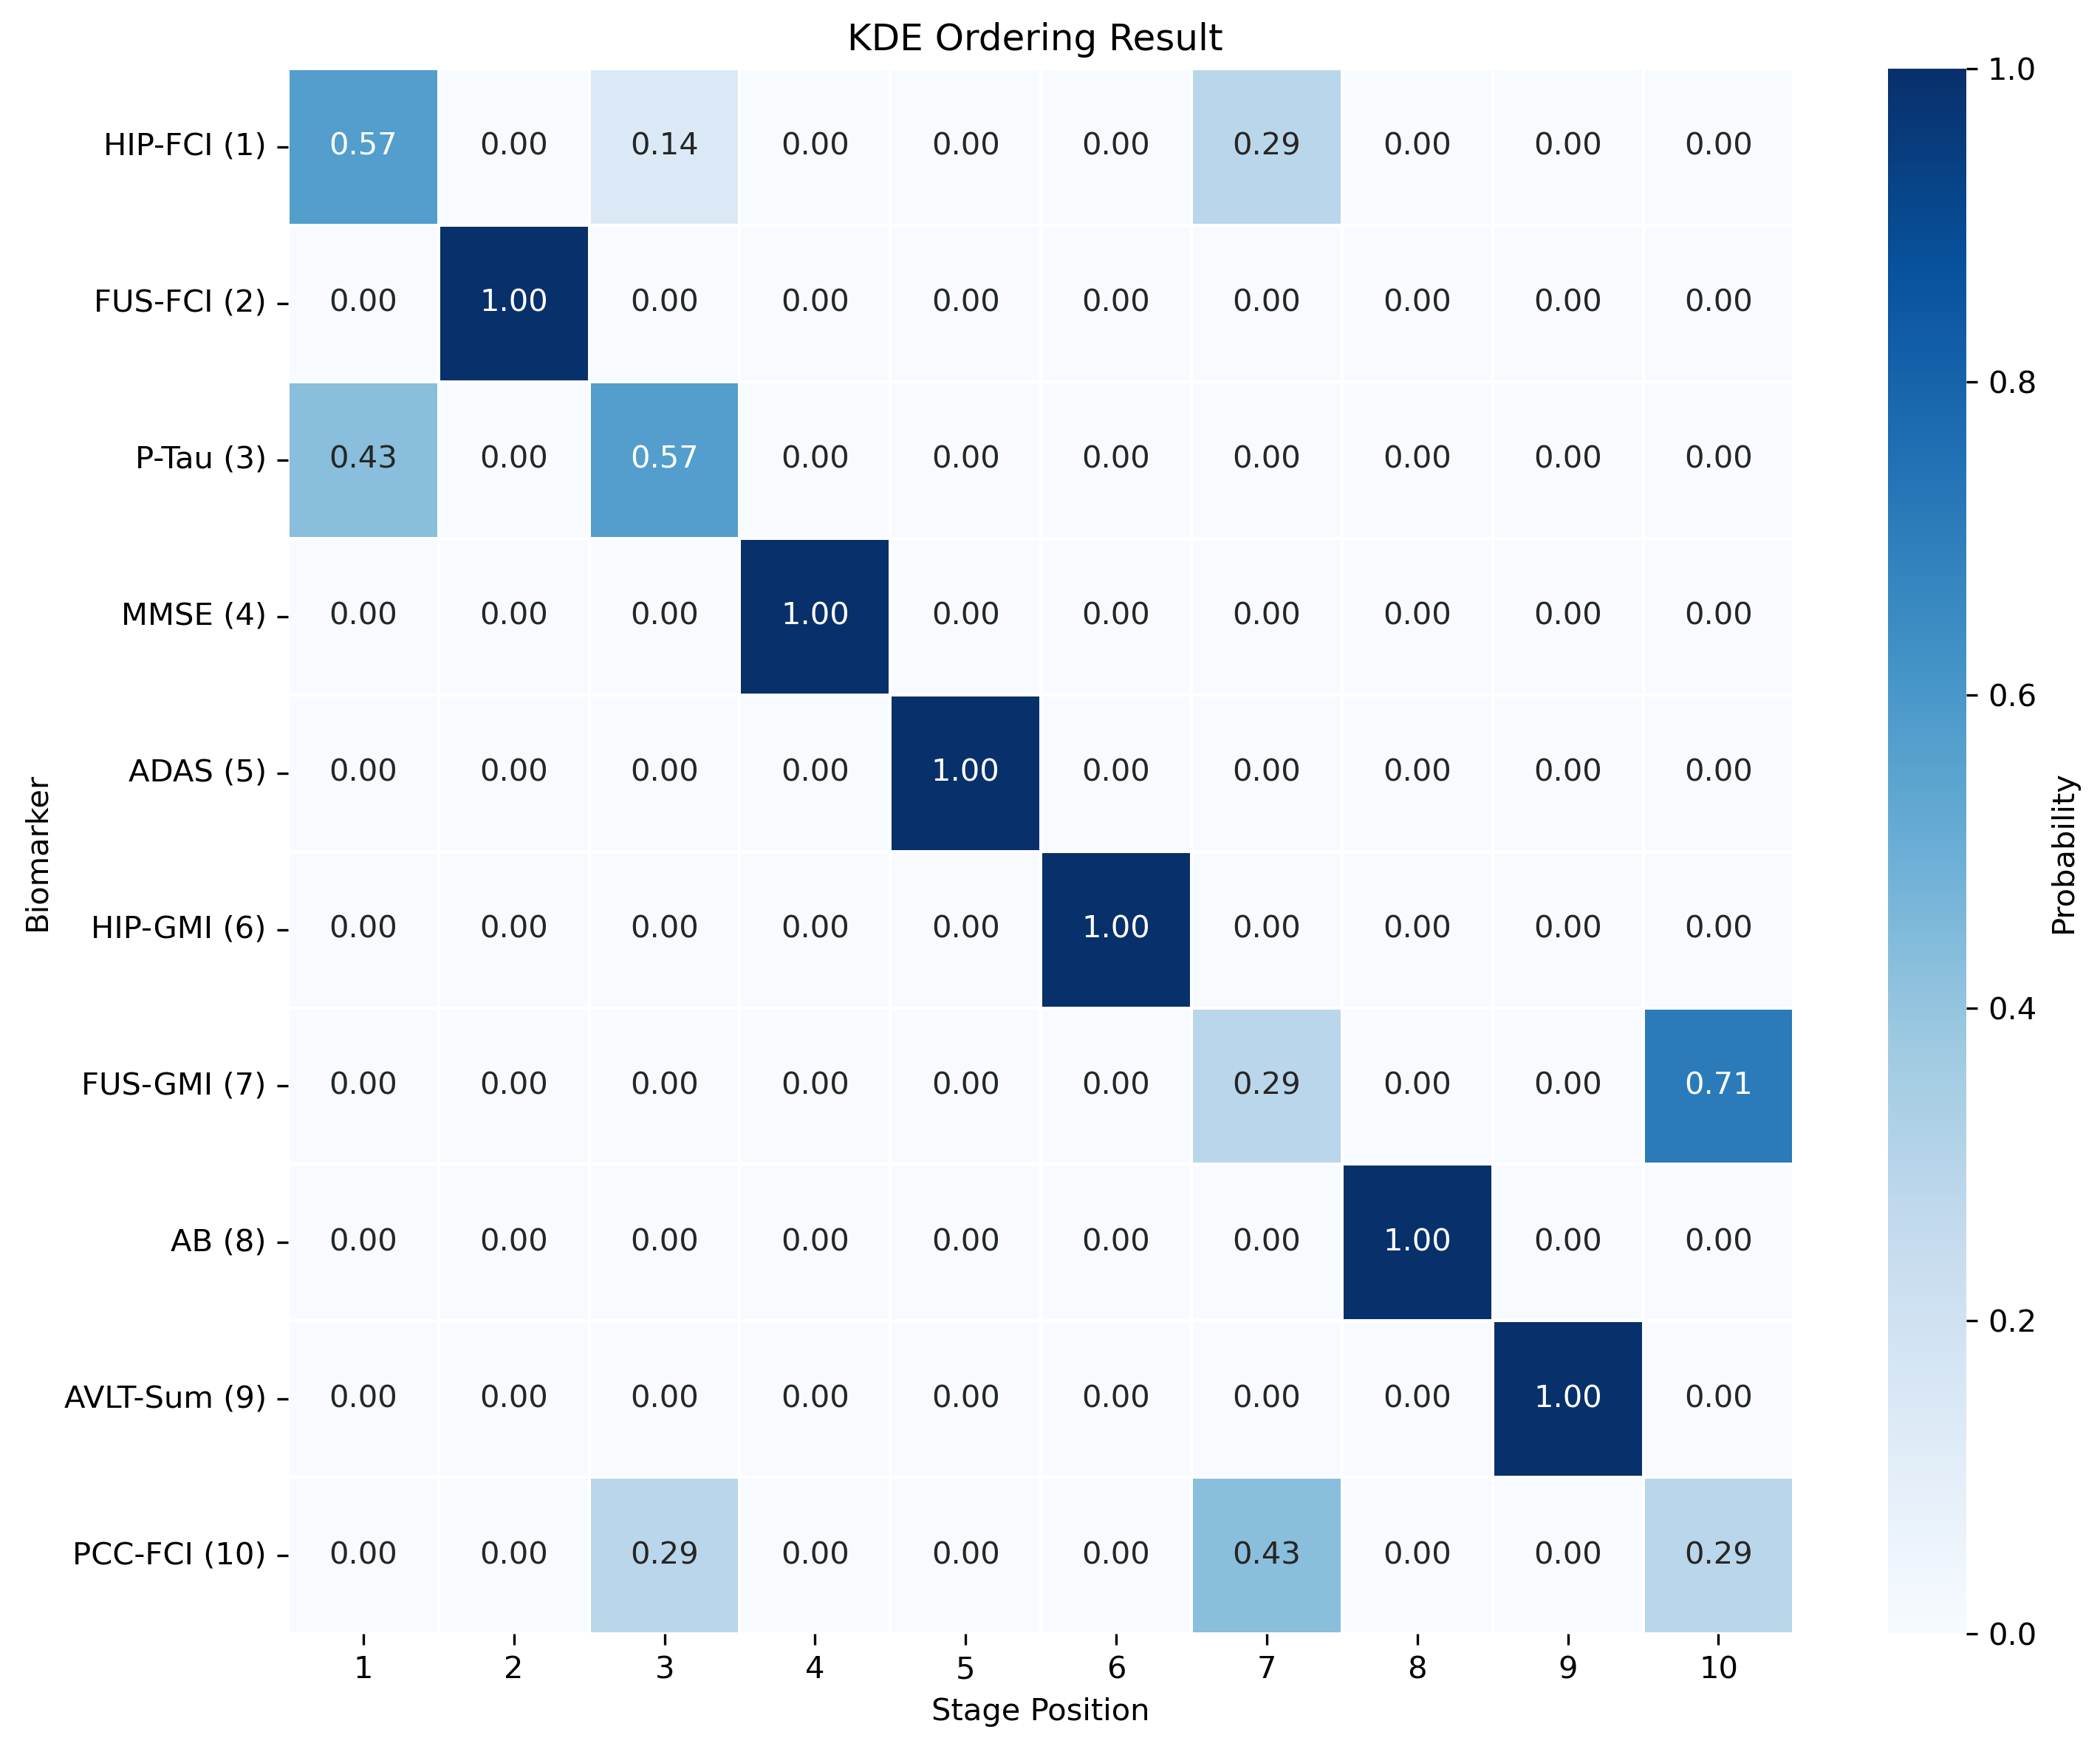 KDE Ordering Result
HIP-FCI (1) 0.57 0.00 0.14 0.00 0.00 0.00 0.29 0.00 0.00 0.00
FUS-FCI (2) 0.00 1.00 0.00 0.00 0.00 0.00 0.00 0.00 0.00 0.00
P-Tau (3) 0.43 0.00 0.57 0.00 0.00 0.00 0.00 0.00 0.00 0.00
MMSE (4) 0.00 0.00 0.00 1.00 0.00 0.00 0.00 0.00 0.00 0.00
ADAS (5) 0.00 0.00 0.00 0.00 1.00 0.00 0.00 0.00 0.00 0.00
HIP-GMI (6) 0.00 0.00 0.00 0.00 0.00 1.00 0.00 0.00 0.00 0.00
FUS-GMI (7) 0.00 0.00 0.00 0.00 0.00 0.00 0.29 0.00 0.00 0.71
AB (8) 0.00 0.00 0.00 0.00 0.00 0.00 0.00 1.00 0.00 0.00
AVLT-Sum (9) 0.00 0.00 0.00 0.00 0.00 0.00 0.00 0.00 1.00 0.00
PCC-FCI (10) 0.00 0.00 0.29 0.00 0.00 0.00 0.43 0.00 0.00 0.29
1 2 3 4 5 6 7 8 9 10
Stage Position
Biomarker
1.0
0.8
0.6
0.4
0.2
0.0
Probability